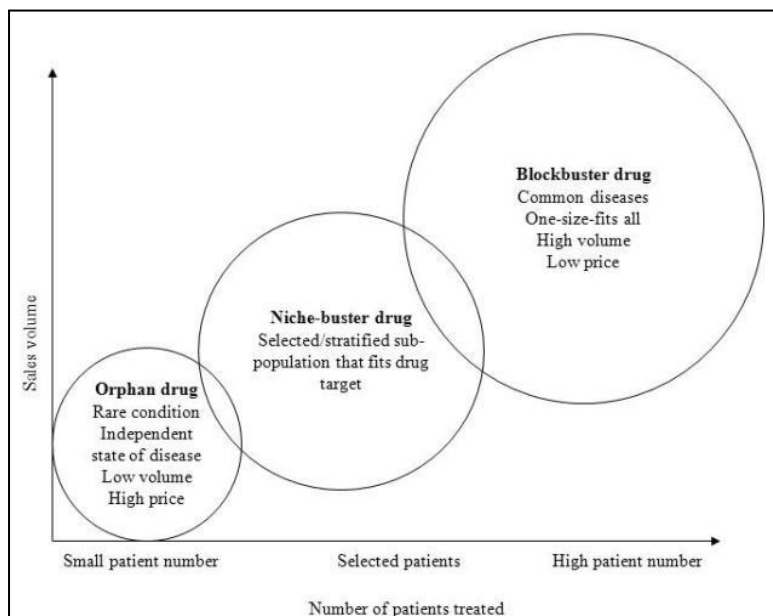 Blockbuster drug
Common diseases
One-size-fits all
High volume
Low price
Niche-buster drug
Selected/stratified sub-
population that fits drug
target
Orphan drug
Rare condition
Independent
state of disease
Low volume
High price
Sales volume
Small patient number
Selected patients
High patient number
Number of patients treated